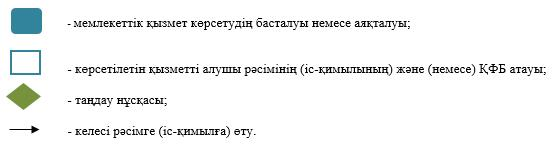 - мемлекеттік қызмет көрсетудің басталуы немесе аяқталуы;
- көрсетілетін қызметті алушы рәсімінің (іс-қимылының) және (немесе) ҚФБ атауы;
- таңдау нұсқасы;
- келесі рәсімге (іс-қимылға) өту.